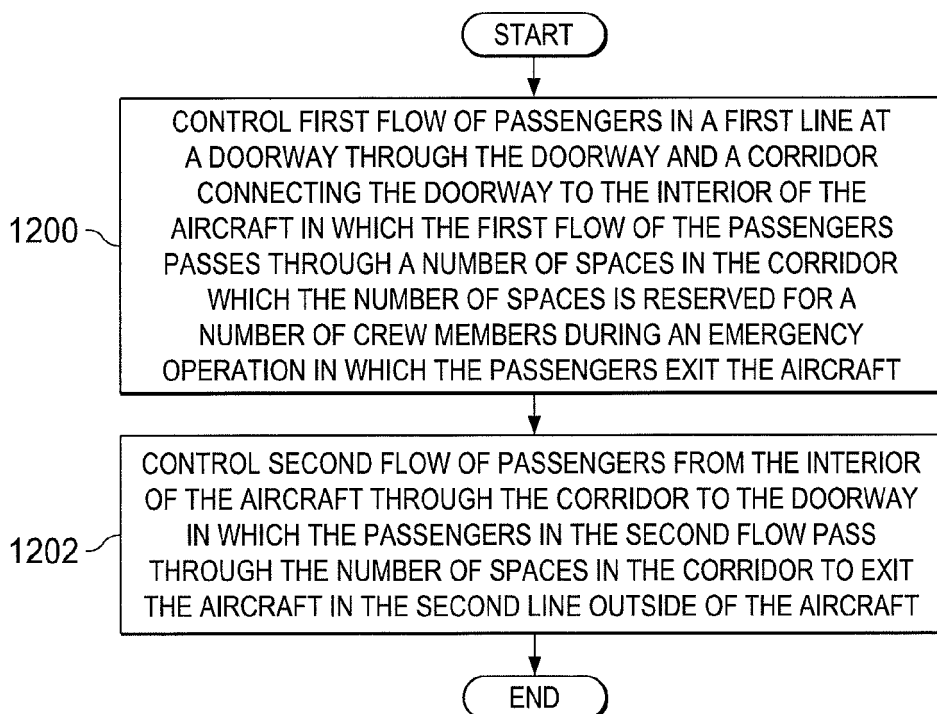 START
CONTROL FIRST FLOW OF PASSENGERS IN A FIRST LINE AT
A DOORWAY THROUGH THE DOORWAY AND A CORRIDOR
CONNECTING THE DOORWAY TO THE INTERIOR OF THE
AIRCRAFT IN WHICH THE FIRST FLOW OF THE PASSENGERS
PASSES THROUGH A NUMBER OF SPACES IN THE CORRIDOR
WHICH THE NUMBER OF SPACES IS RESERVED FOR A
NUMBER OF CREW MEMBERS DURING AN EMERGENCY
OPERATION IN WHICH THE PASSENGERS EXIT THE AIRCRAFT
1200
CONTROL SECOND FLOW OF PASSENGERS FROM THE INTERIOR
OF THE AIRCRAFT THROUGH THE CORRIDOR TO THE DOORWAY
IN WHICH THE PASSENGERS IN THE SECOND FLOW PASS
THROUGH THE NUMBER OF SPACES IN THE CORRIDOR TO EXIT
THE AIRCRAFT IN THE SECOND LINE OUTSIDE OF THE AIRCRAFT
1202
END